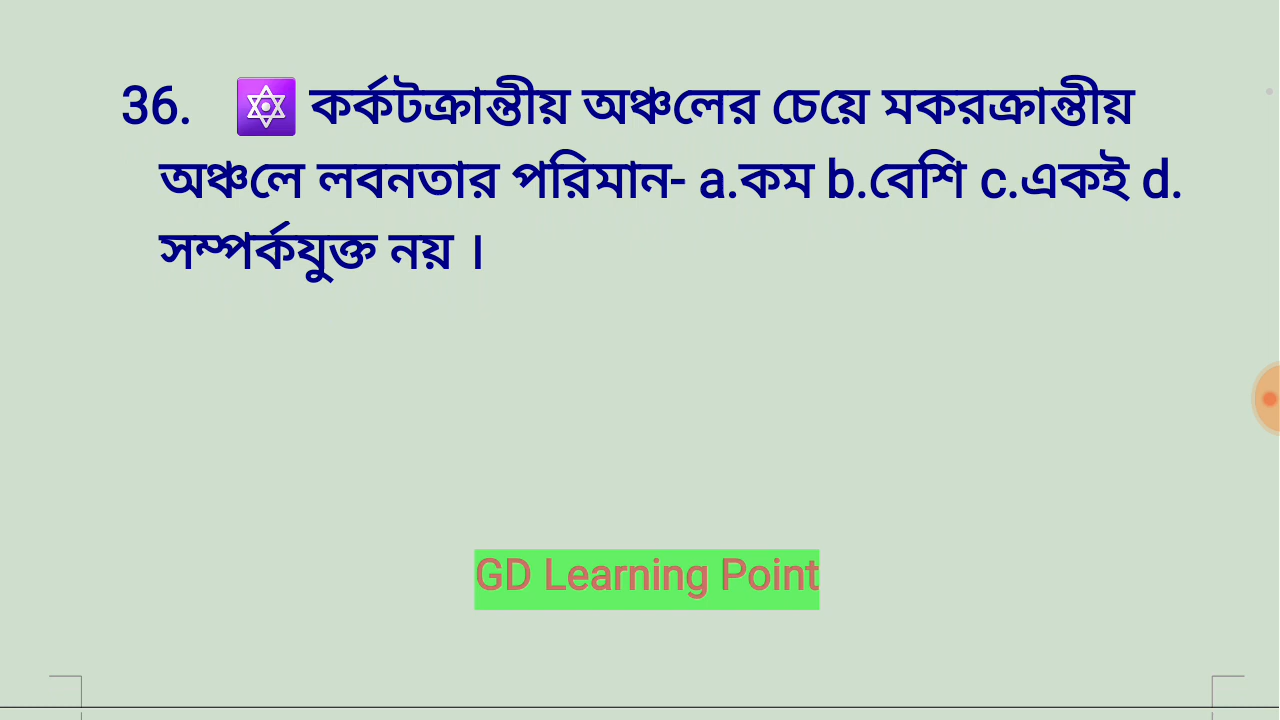 36. 🔯 কর্কটক্রান্তীয় অঞ্চলের চেয়ে মকরক্রান্তীয়
অঞ্চলে লবনতার পরিমান- a.কম b.বেশি c.একই d.
সম্পর্কযুক্ত নয় ।
GD Learning Point